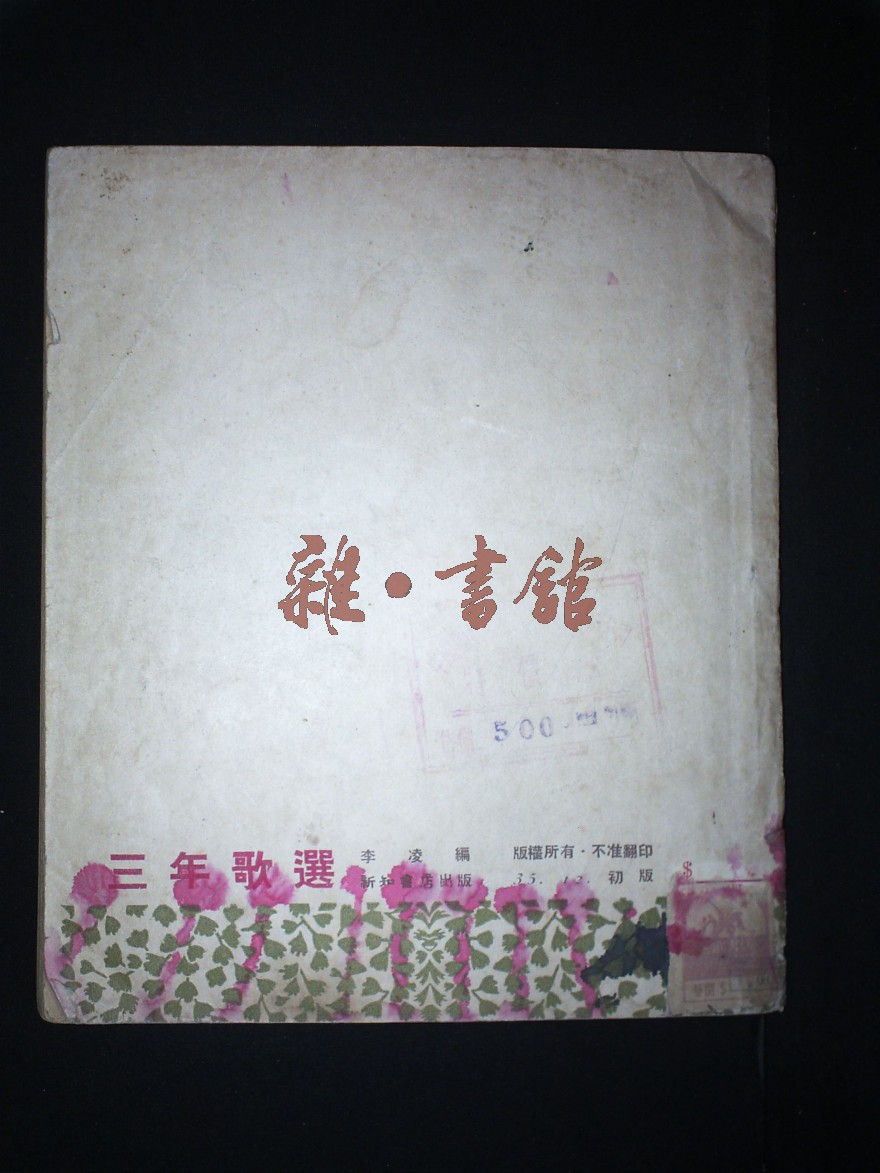 雜·書館
500
三年歌選
李凌編
新知書店出版
版權所有·不准翻印
35. 12. 初版
$